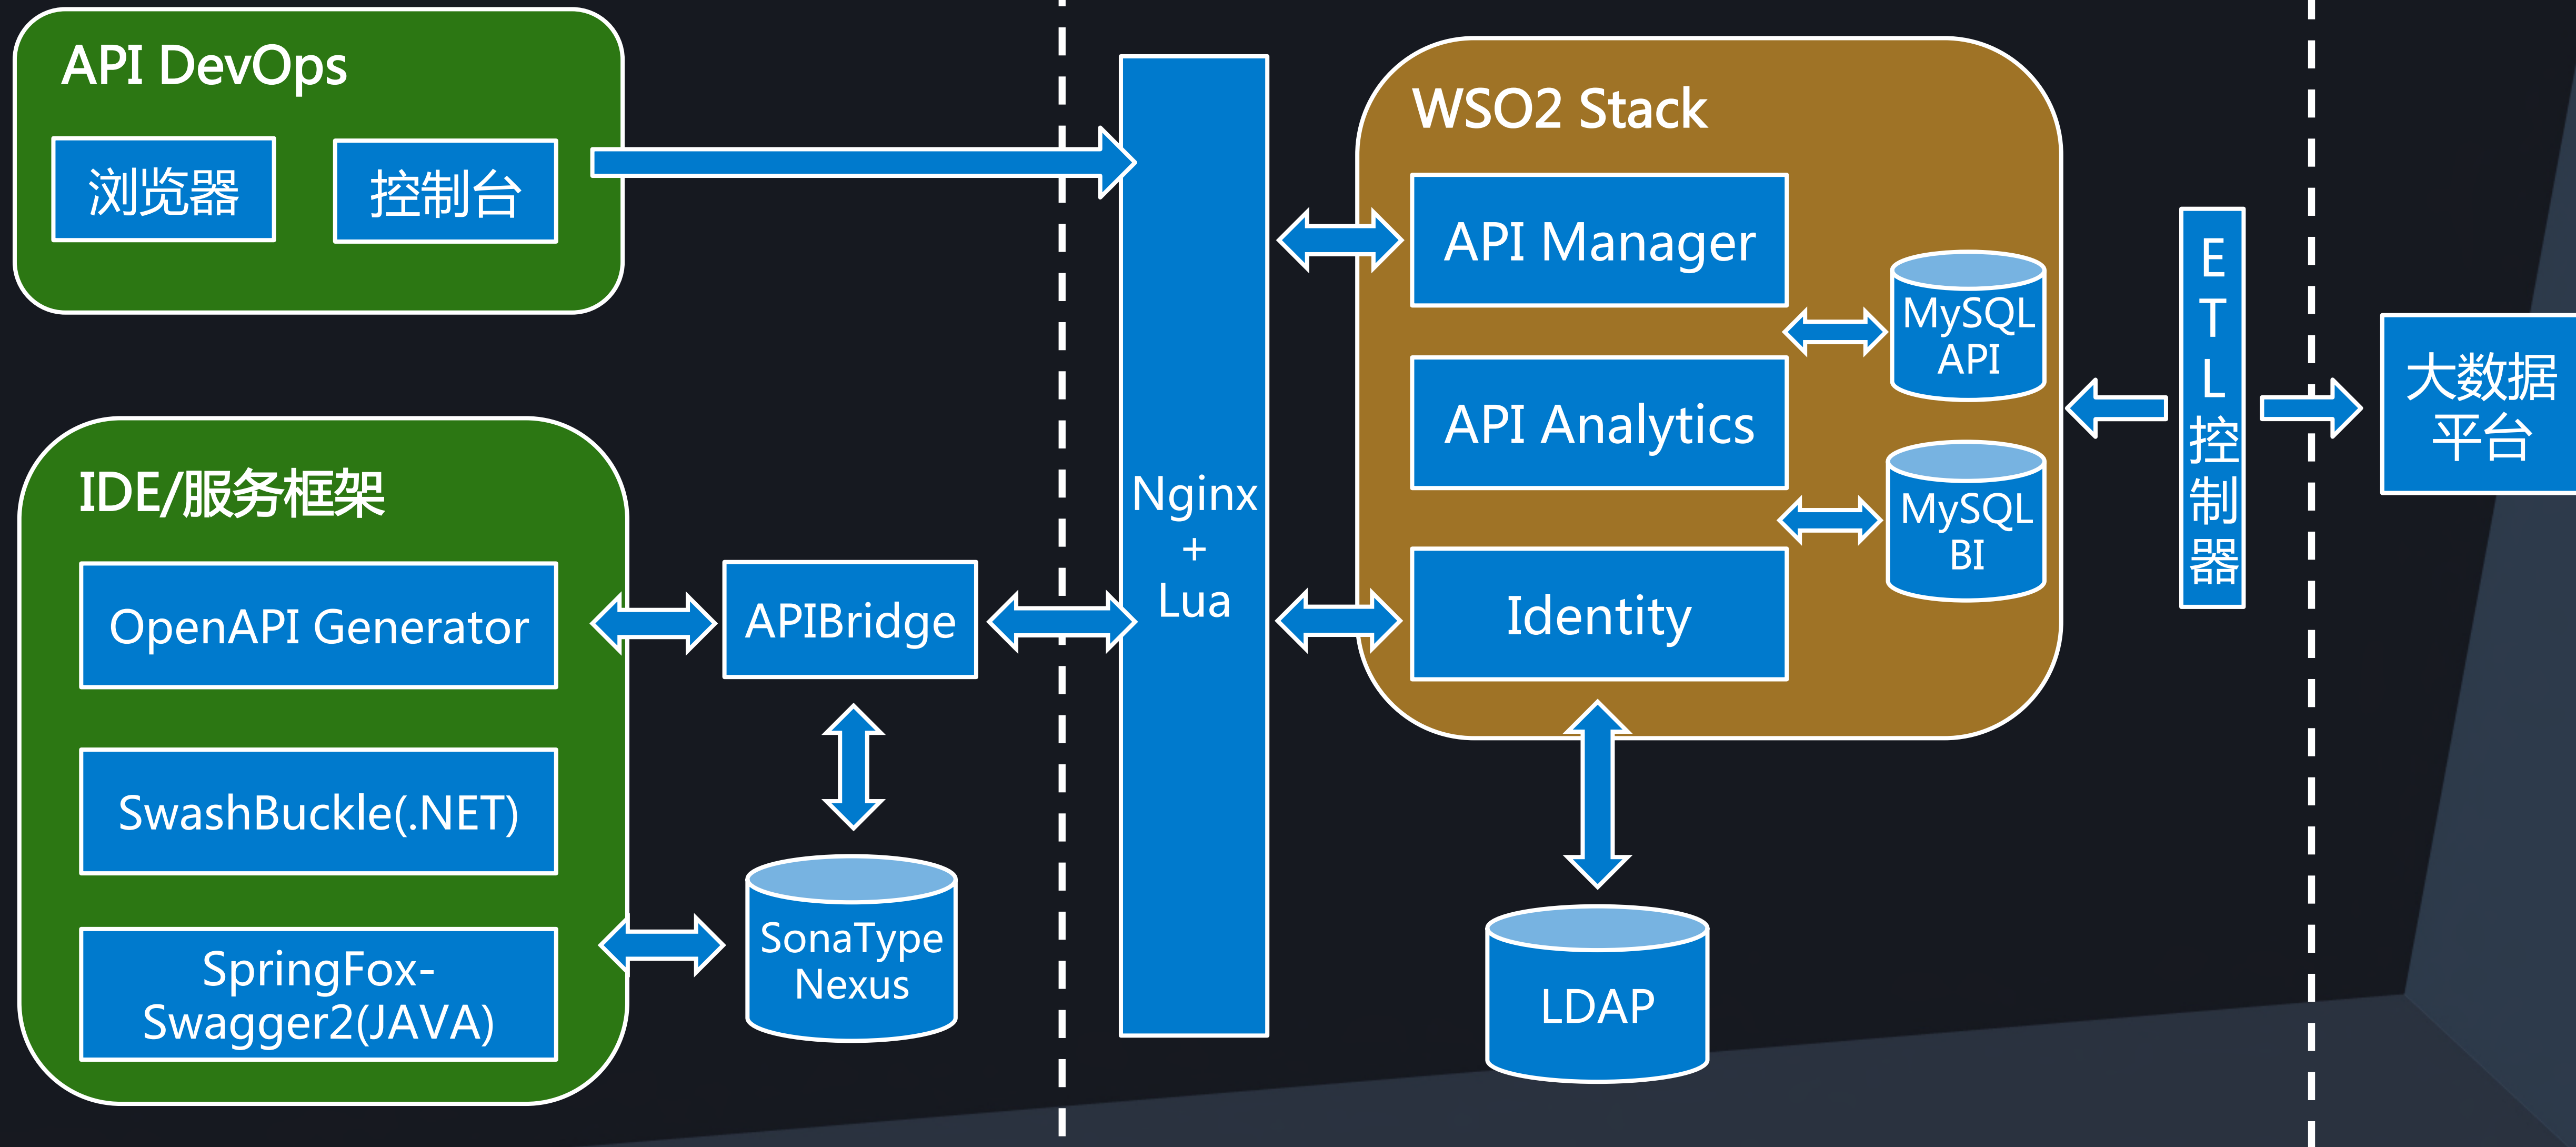 API DevOps
浏览器
控制台
IDE/服务框架
OpenAPI Generator
SwashBuckle(.NET)
SpringFox-
Swagger2(JAVA)
APIBridge
SonaType
Nexus
Nginx
+
Lua
WSO2 Stack
API Manager
API Analytics
Identity
MySQL
API
MySQL
BI
LDAP
E
T
L
控
制
器
大数据
平台